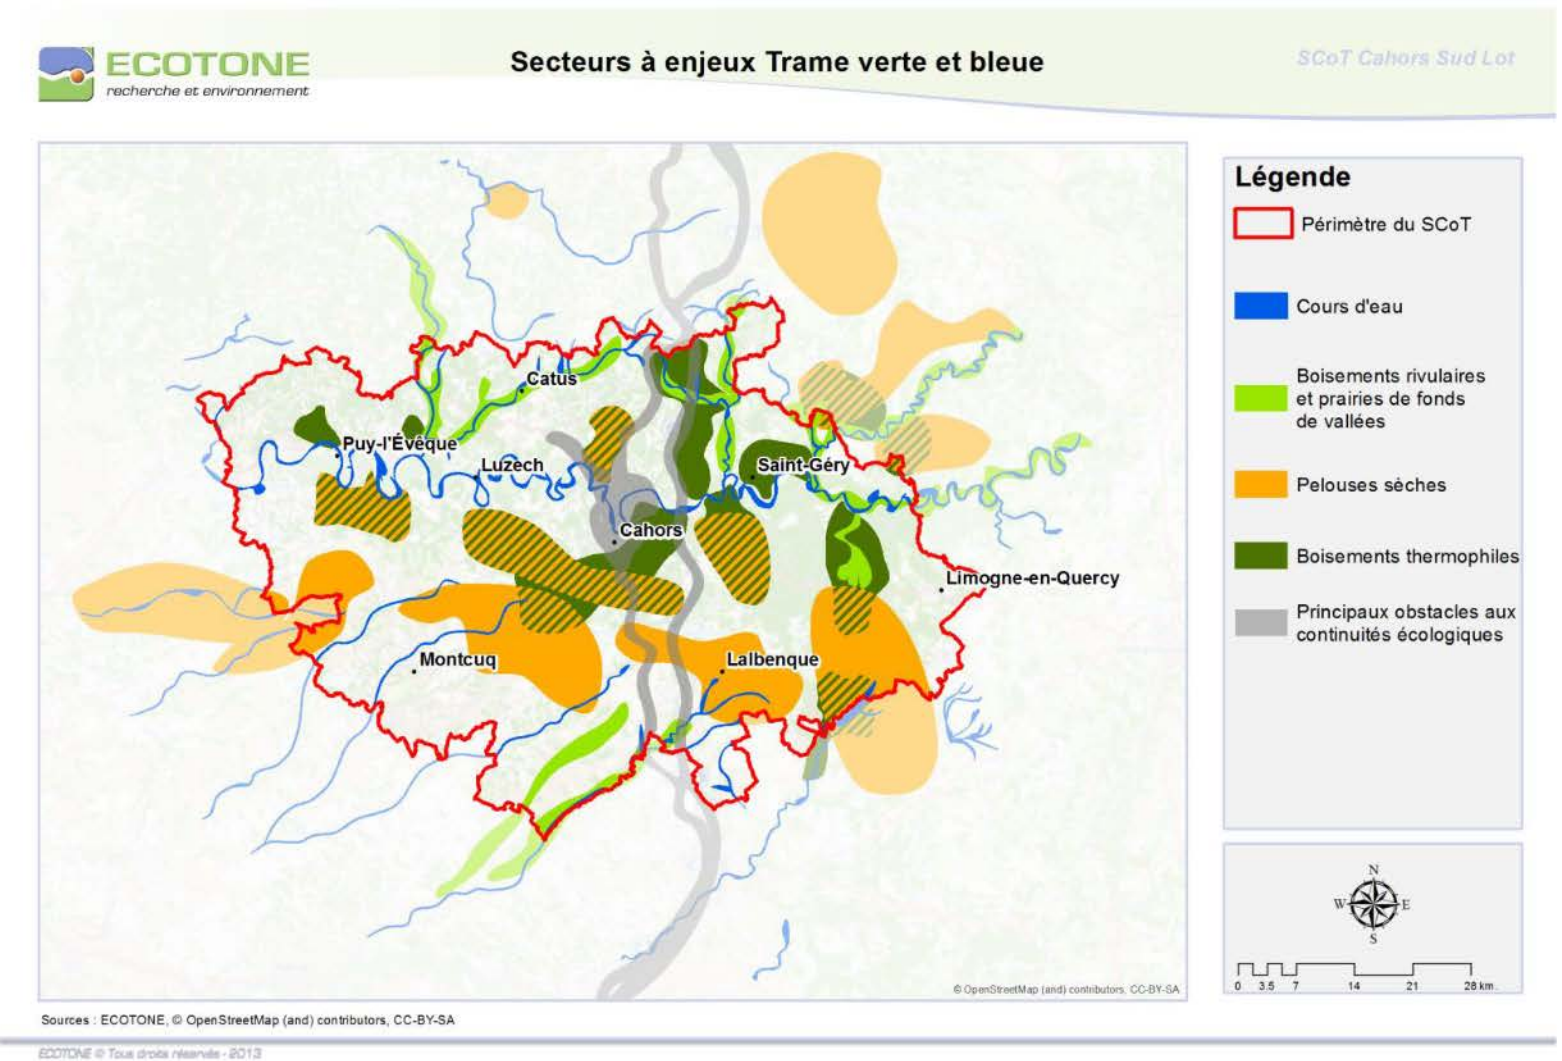 ECOTONE
recherche et environnement
Secteurs à enjeux Trame verte et bleue
SCoT Cahors Sud Lot
Légende
Périmètre du SCoT
Cours d'eau
Boisements rivulaires
et prairies de fonds
de vallées
Pelouses sèches
Boisements thermophiles
Principaux obstacles aux
continuités écologiques
Catus
Puy-l'Évêque
Luzech
Saint-Géry
Cahors
Limogne-en-Quercy
Montcuq
Lalbenque
N
W E
S
0 3.5 7 14 21 28 km
© OpenStreetMap (and) contributors, CC-BY-SA
Sources : ECOTONE, © OpenStreetMap (and) contributors, CC-BY-SA
ECOTONE © Tous droits réservés - 2013